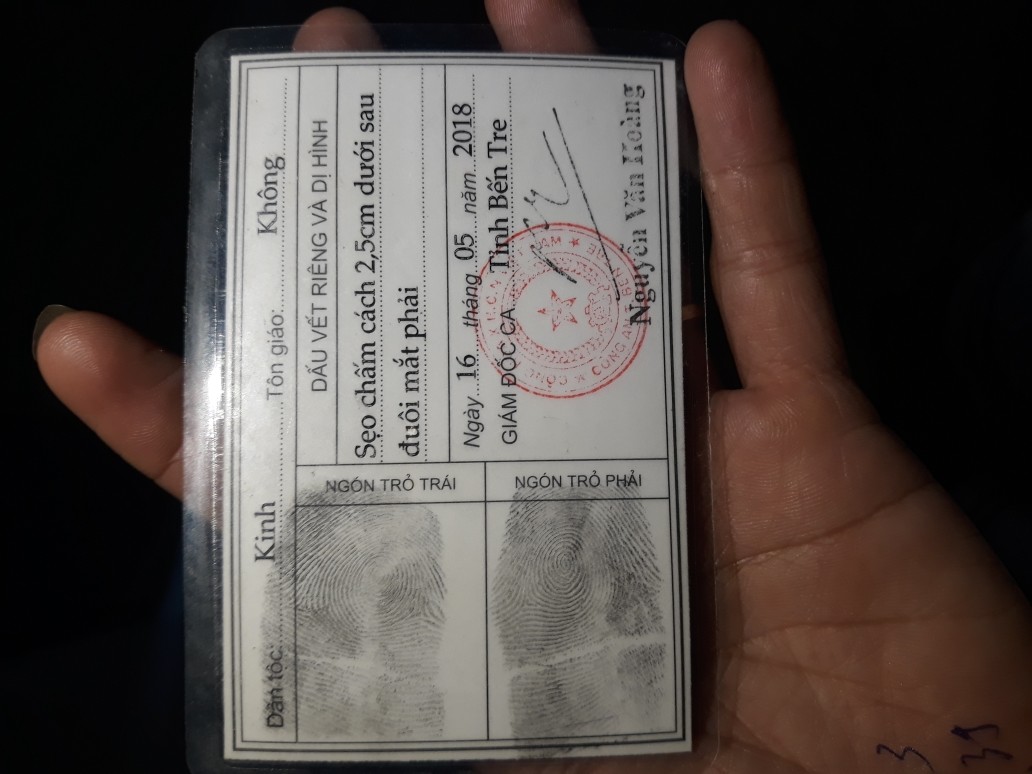 Dân tộc: Kinh Tôn giáo: Không
DẤU VẾT RIÊNG VÀ DỊ HÌNH
Sẹo chấm cách 2,5cm dưới sau
đuôi mắt phải
Ngày 16 tháng 05 năm 2018
GIÁM ĐỐC CA Tỉnh Bến Tre
Nguyễn Văn Hoàng
NGÓN TRỎ TRÁI
NGÓN TRỎ PHẢI